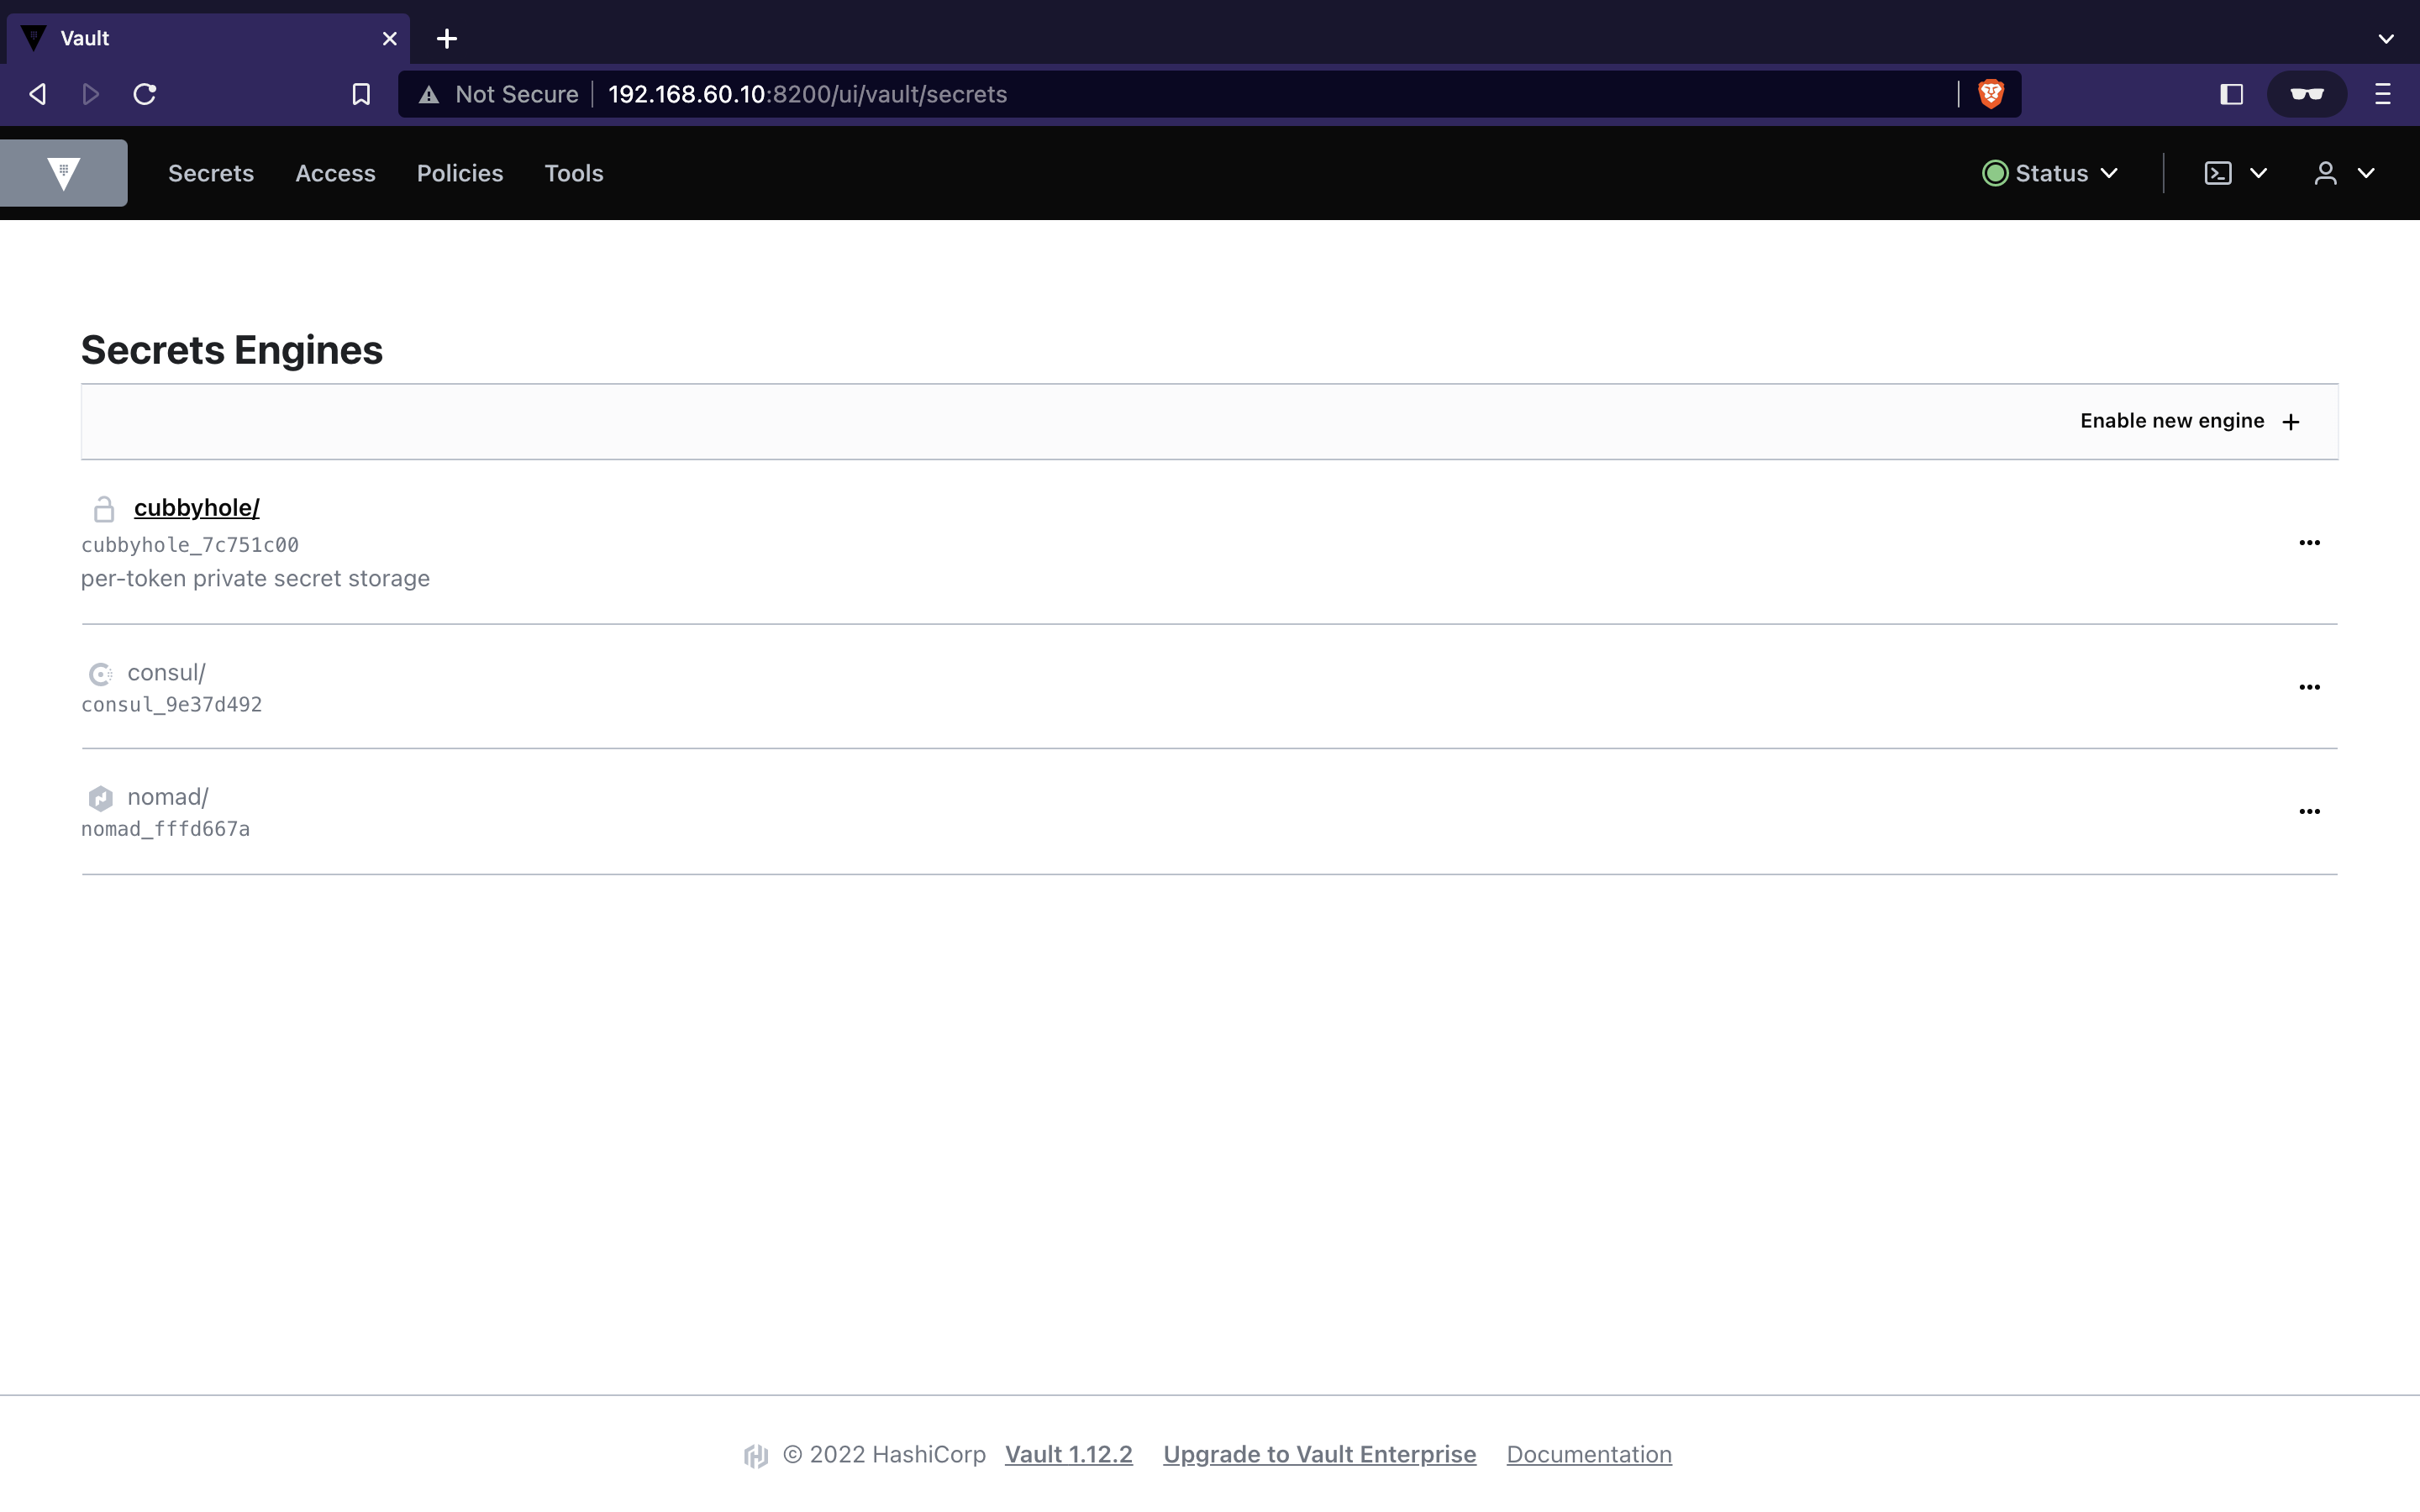 Vault
Not Secure 192.168.60.10:8200/ui/vault/secrets
Secrets Access Policies Tools Status
Secrets Engines
Enable new engine
cubbyhole/
cubbyhole_7c751c00
per-token private secret storage
consul/
consul_9e37d492
nomad/
nomad_fffd667a
© 2022 HashiCorp Vault 1.12.2 Upgrade to Vault Enterprise Documentation